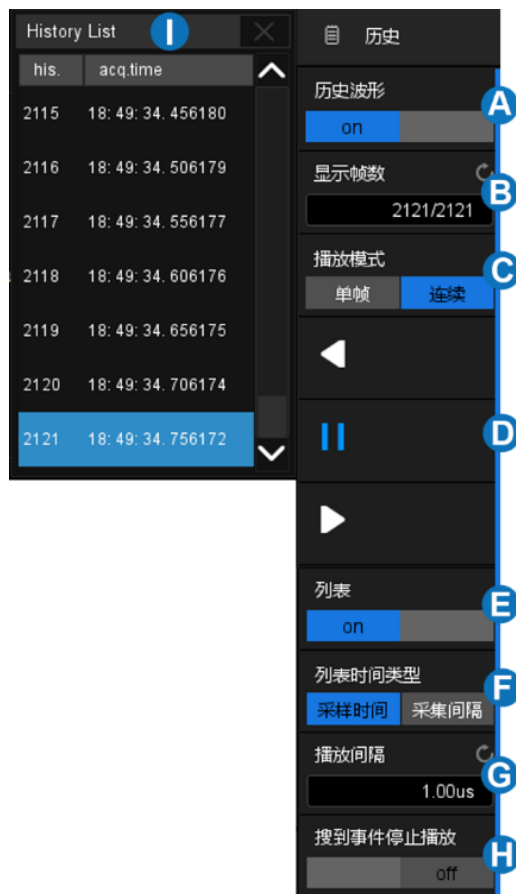 History List I
his. acq.time
2115 18: 49: 34. 456180
2116 18: 49: 34. 506179
2117 18: 49: 34. 556177
2118 18: 49: 34. 606176
2119 18: 49: 34. 656175
2120 18: 49: 34. 706174
2121 18: 49: 34. 756172
历史
历史波形
A
on
显示帧数
B
2121/2121
播放模式
C
单帧 连续
D
列表
E
on
列表时间类型
F
采样时间 采集间隔
播放间隔
G
1.00us
搜到事件停止播放
H
off